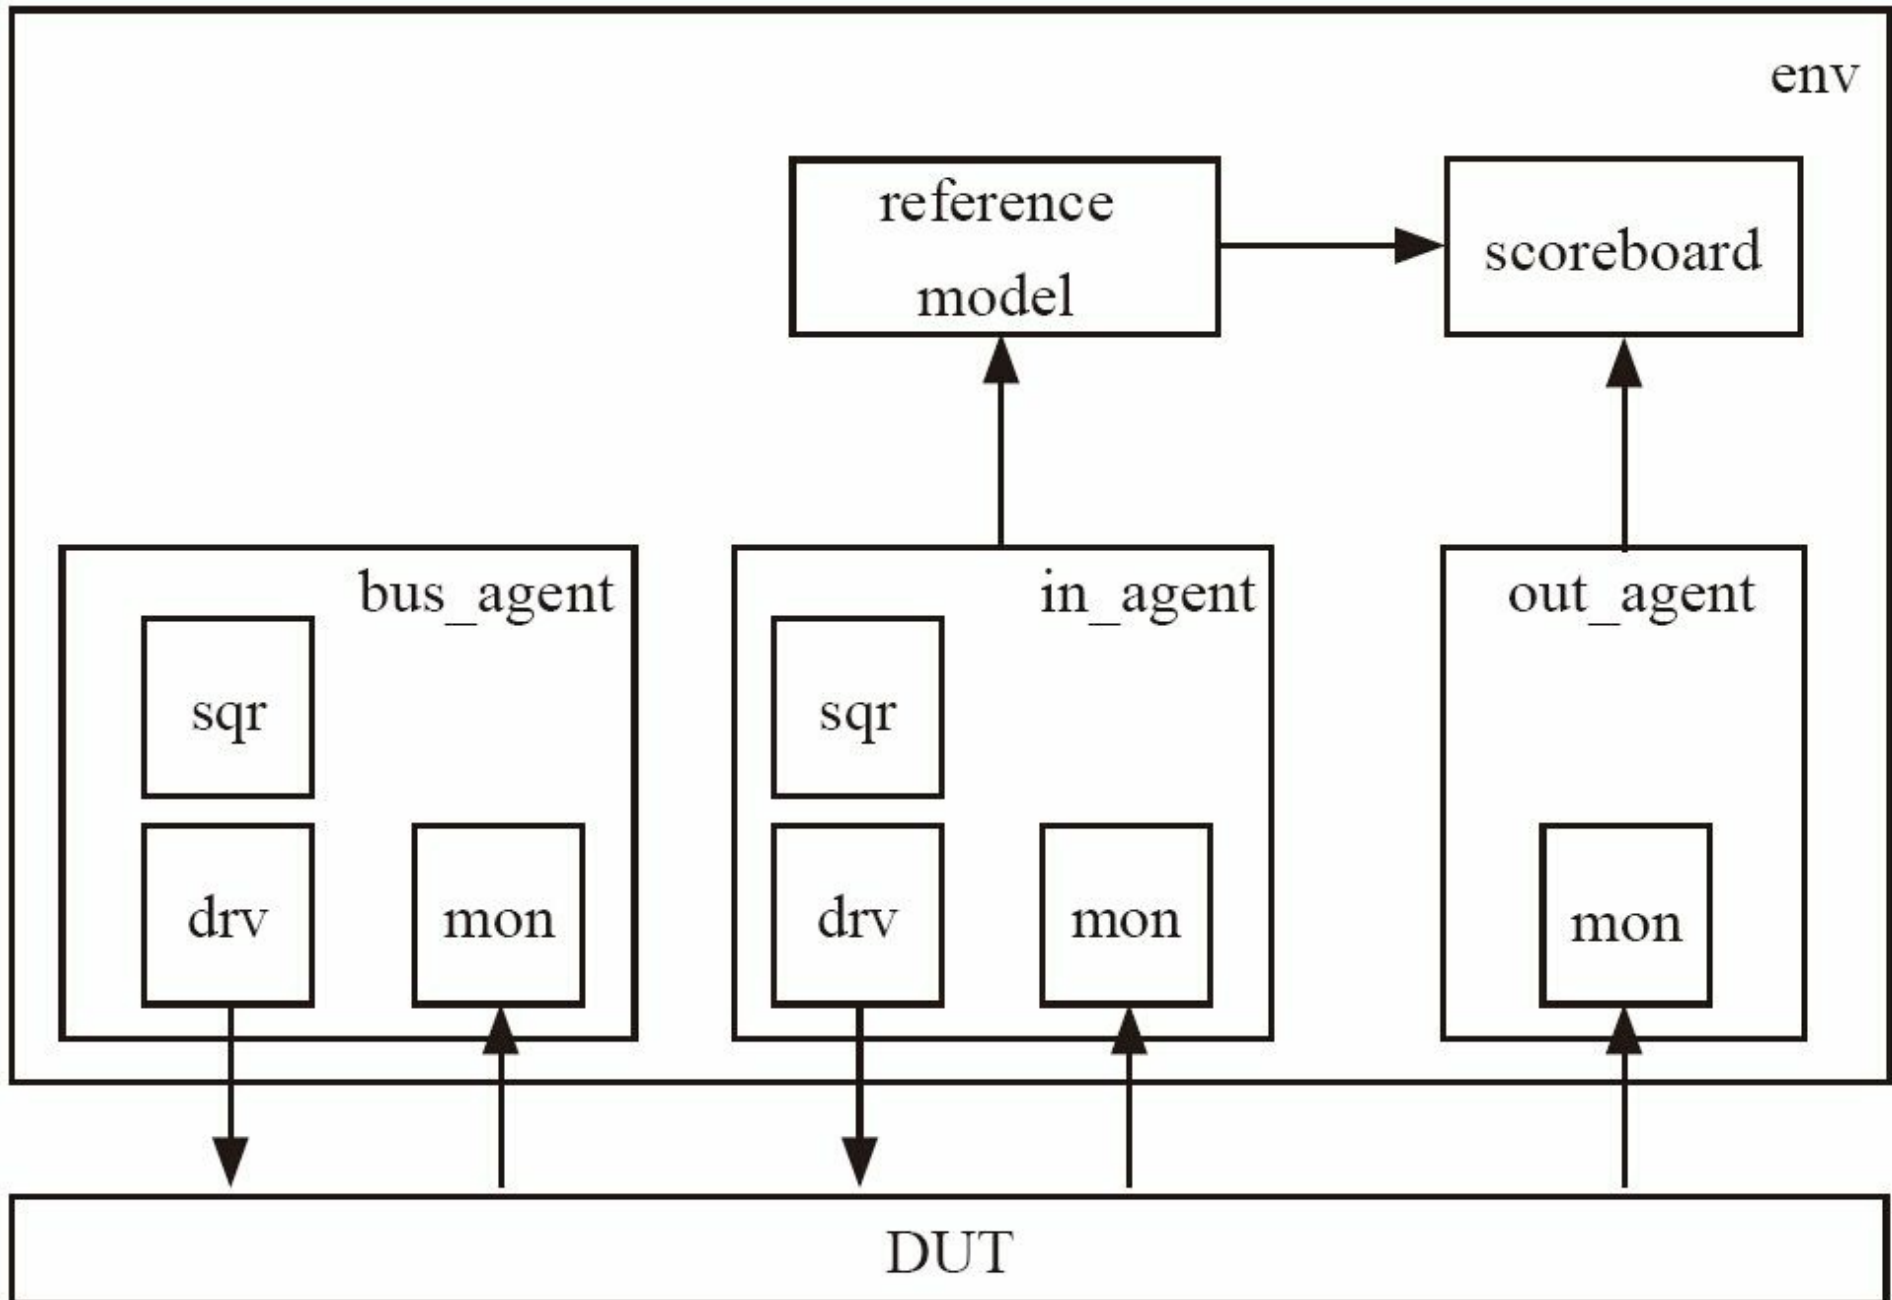 env
reference
model
scoreboard
bus_agent
in_agent
out_agent
sqr
sqr
drv
mon
drv
mon
mon
DUT